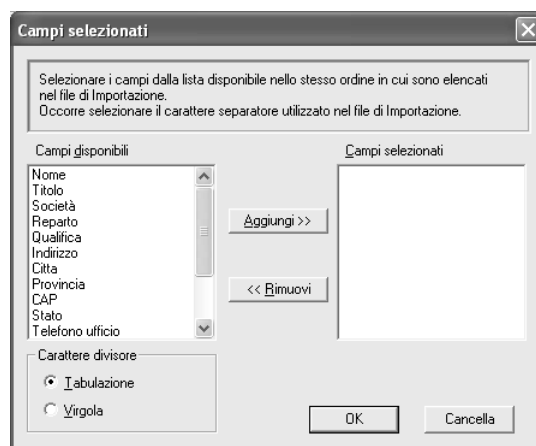 Campi selezionati
Selezionare i campi dalla lista disponibile nello stesso ordine in cui sono elencati
nel file di Importazione.
Occorre selezionare il carattere separatore utilizzato nel file di Importazione.
Campi disponibili
Campi selezionati
Nome
Titolo
Società
Reparto
Qualifica
Indirizzo
Citta
Provincia
CAP
Stato
Telefono ufficio
Aggiungi >>
<< Rimuovi
Carattere divisore
Tabulazione
Virgola
OK
Cancella